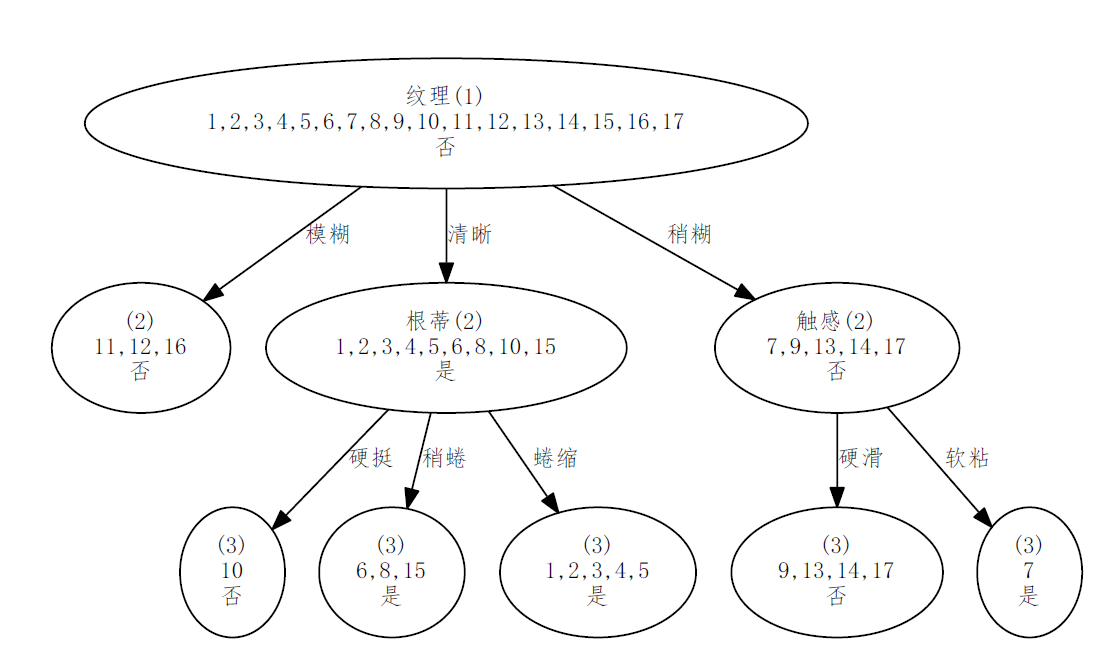 纹理(1)
1,2,3,4,5,6,7,8,9,10,11,12,13,14,15,16,17
否
模糊
清晰
稍糊
(2)
11,12,16
否
根蒂(2)
1,2,3,4,5,6,8,10,15
是
触感(2)
7,9,13,14,17
否
硬挺
稍蜷
蜷缩
硬滑
软粘
(3)
10
否
(3)
6,8,15
是
(3)
1,2,3,4,5
是
(3)
9,13,14,17
否
(3)
7
是